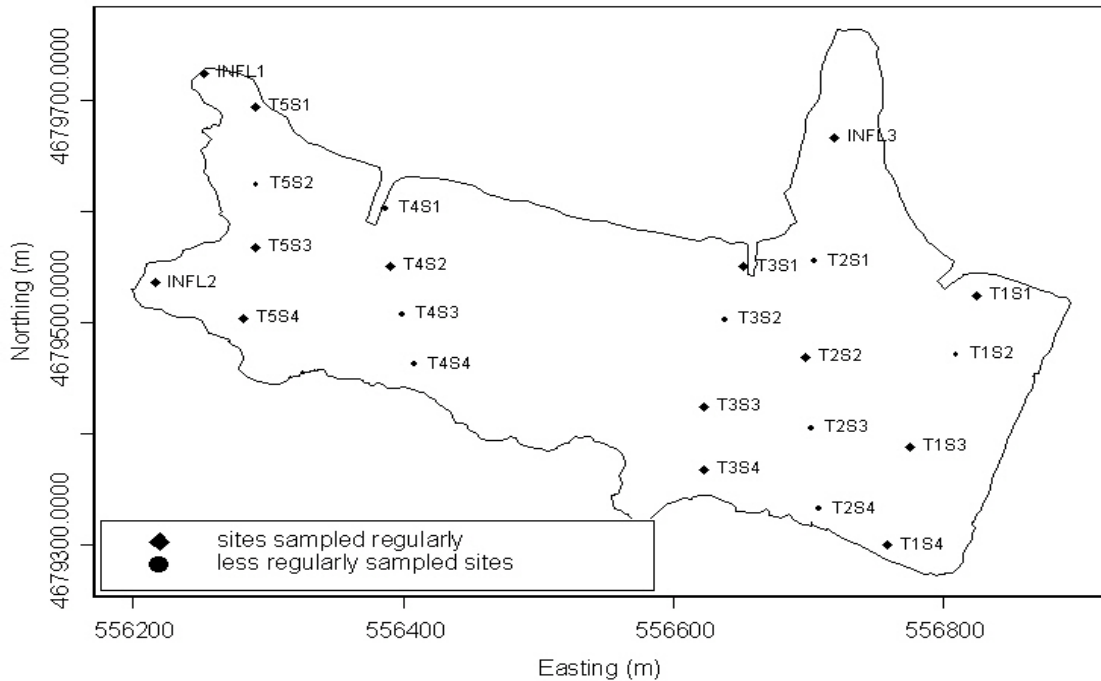 4679700.0000
4679500.0000
4679300.0000
Northing (m)
INFL1
T5S1
INFL3
T5S2
T4S1
T5S3
T4S2
T3S1
T2S1
INFL2
T1S1
T5S4
T4S3
T3S2
T4S4
T2S2
T1S2
T3S3
T2S3
T1S3
T3S4
T2S4
T1S4
sites sampled regularly
less regularly sampled sites
556200 556400 556600 556800
Easting (m)